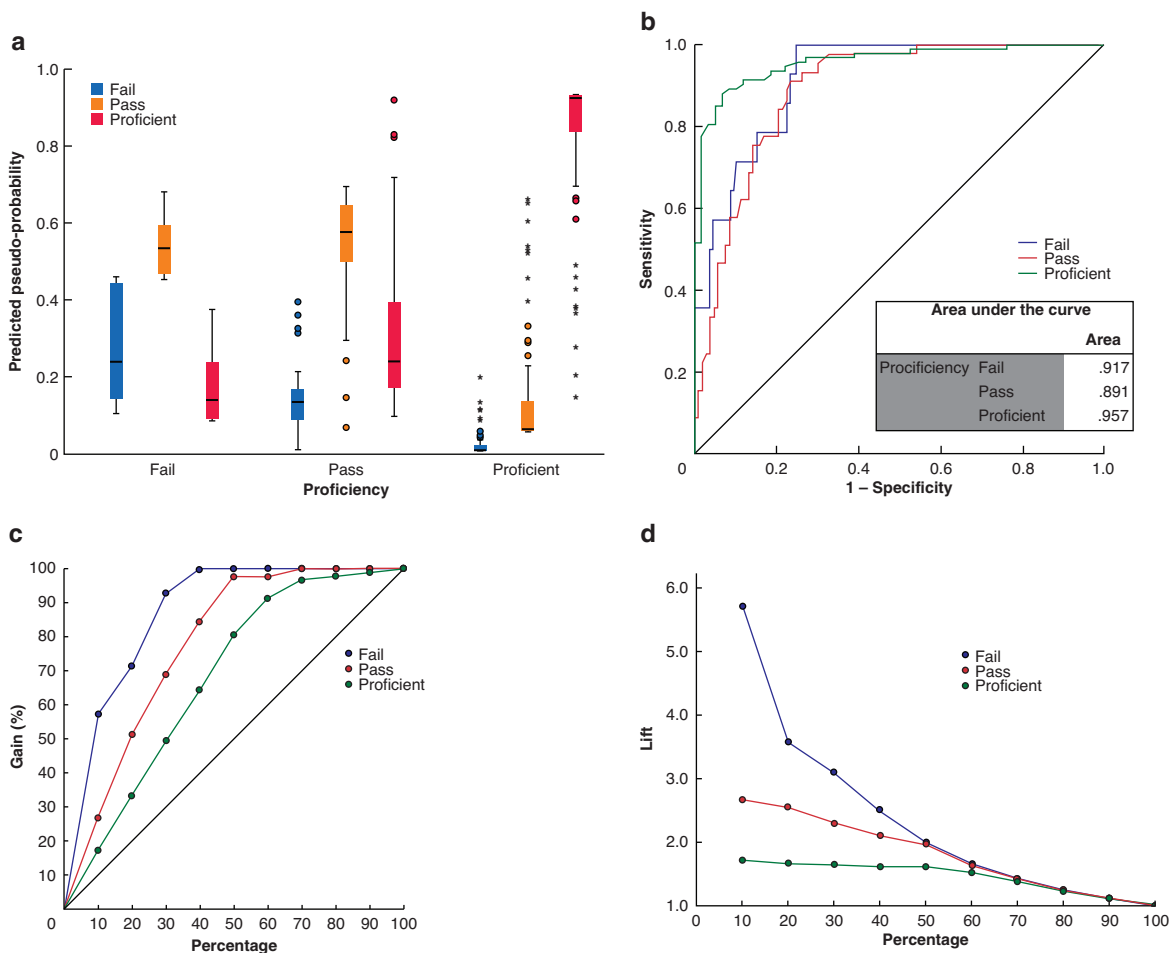 a
1.0
0.8
0.6
0.4
0.2
0
Predicted pseudo-probability
Fail
Pass
Proficient
Fail
Pass
Proficient
Proficiency
b
1.0
0.8
0.6
0.4
0.2
0
Sensitivity
Fail
Pass
Proficient
Area under the curve
Area
Procificiency Fail .917
Pass .891
Proficient .957
0.2 0.4 0.6 0.8 1.0
1 – Specificity
c
100
90
80
70
60
50
40
30
20
10
0
Gain (%)
Fail
Pass
Proficient
10 20 30 40 50 60 70 80 90 100
Percentage
d
6.0
5.0
4.0
3.0
2.0
1.0
Lift
Fail
Pass
Proficient
0 10 20 30 40 50 60 70 80 90 100
Percentage